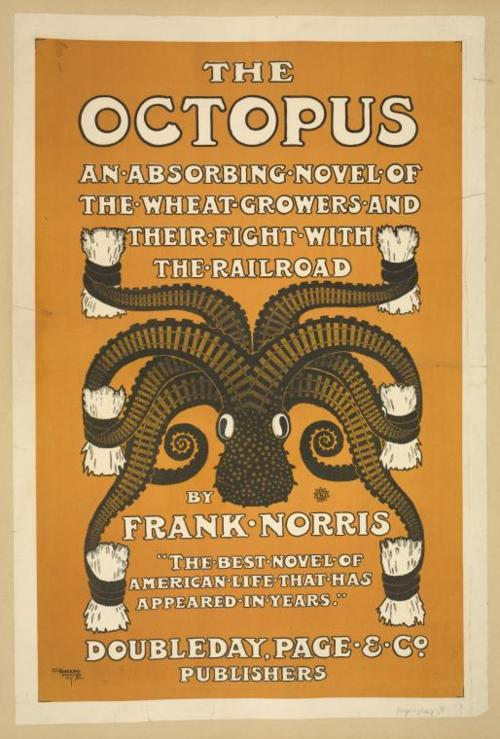 THE
OCTOPUS
AN·ABSORBING·NOVEL·OF
THE·WHEAT·GROWERS·AND
THEIR·FIGHT·WITH
THE·RAILROAD
BY
FRANK·NORRIS
"THE·BEST·NOVEL·OF
AMERICAN·LIFE·THAT·HAS
APPEARED·IN·YEARS."
DOUBLEDAY, PAGE·&·Co
PUBLISHERS